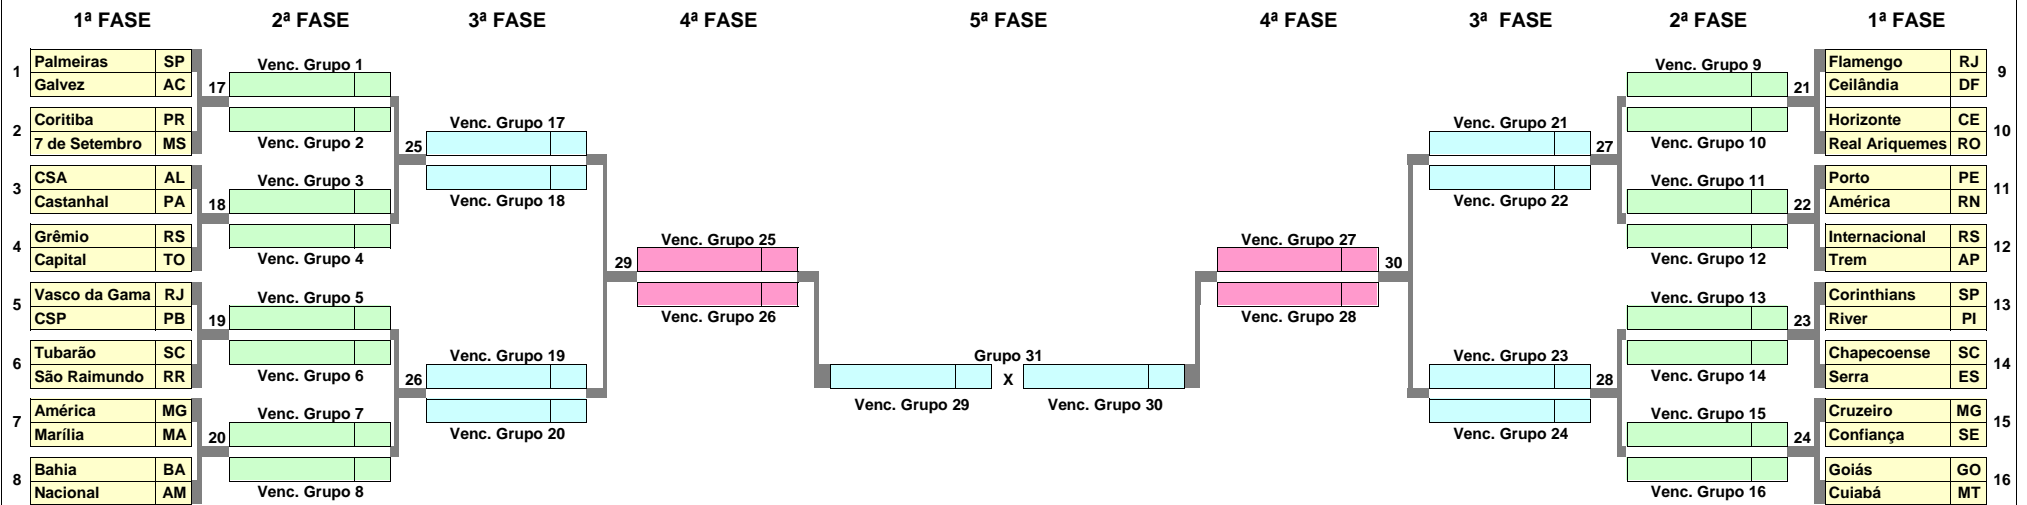 1ª FASE 2ª FASE 3ª FASE 4ª FASE 5ª FASE 4ª FASE 3ª FASE 2ª FASE 1ª FASE
1
Palmeiras SP
Galvez AC
2
Coritiba PR
7 de Setembro MS
3
CSA AL
Castanhal PA
4
Grêmio RS
Capital TO
5
Vasco da Gama RJ
CSP PB
6
Tubarão SC
São Raimundo RR
7
América MG
Marília MA
8
Bahia BA
Nacional AM
17
Venc. Grupo 1
Venc. Grupo 2
18
Venc. Grupo 3
Venc. Grupo 4
19
Venc. Grupo 5
Venc. Grupo 6
20
Venc. Grupo 7
Venc. Grupo 8
25
Venc. Grupo 17
Venc. Grupo 18
26
Venc. Grupo 19
Venc. Grupo 20
29
Venc. Grupo 25
Venc. Grupo 26
Grupo 31
X
Venc. Grupo 29 Venc. Grupo 30
Venc. Grupo 27
30
Venc. Grupo 28
Venc. Grupo 21
27
Venc. Grupo 22
Venc. Grupo 23
28
Venc. Grupo 24
Venc. Grupo 9
21
Venc. Grupo 10
Venc. Grupo 11
22
Venc. Grupo 12
Venc. Grupo 13
23
Venc. Grupo 14
Venc. Grupo 15
24
Venc. Grupo 16
Flamengo RJ
9
Ceilândia DF
Horizonte CE
10
Real Ariquemes RO
Porto PE
11
América RN
Internacional RS
12
Trem AP
Corinthians SP
13
River PI
Chapecoense SC
14
Serra ES
Cruzeiro MG
15
Confiança SE
Goiás GO
16
Cuiabá MT